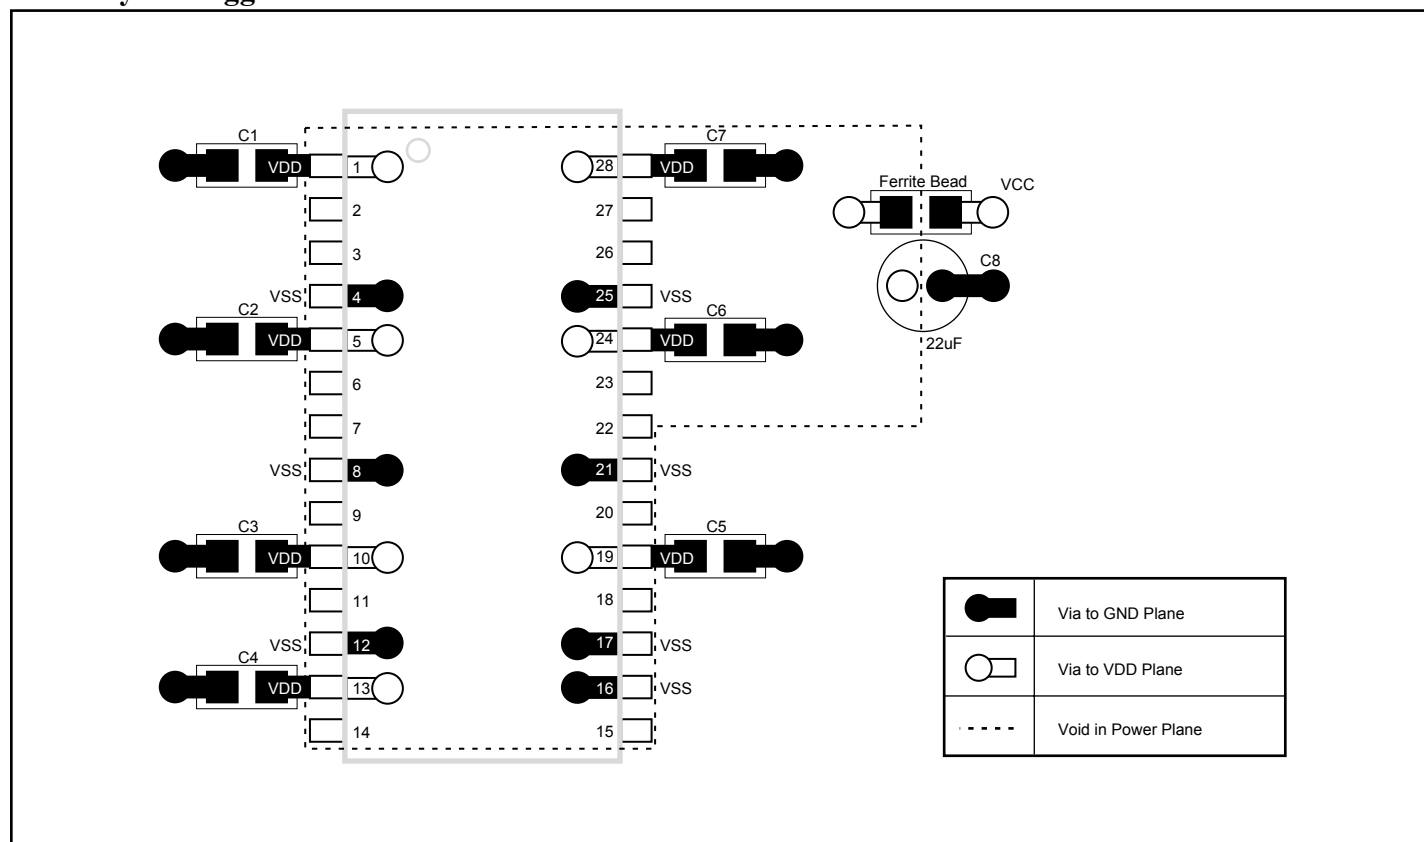 C1
C7
VDD
1
28
VDD
Ferrite Bead
VCC
2
27
3
26
VSS
4
25
VSS
C8
C2
C6
VDD
5
24
VDD
22uF
6
23
7
22
VSS
8
21
VSS
9
20
C3
C5
VDD
10
19
VDD
11
18
VSS
12
17
VSS
C4
VDD
13
16
VSS
14
15
Via to GND Plane
Via to VDD Plane
Void in Power Plane